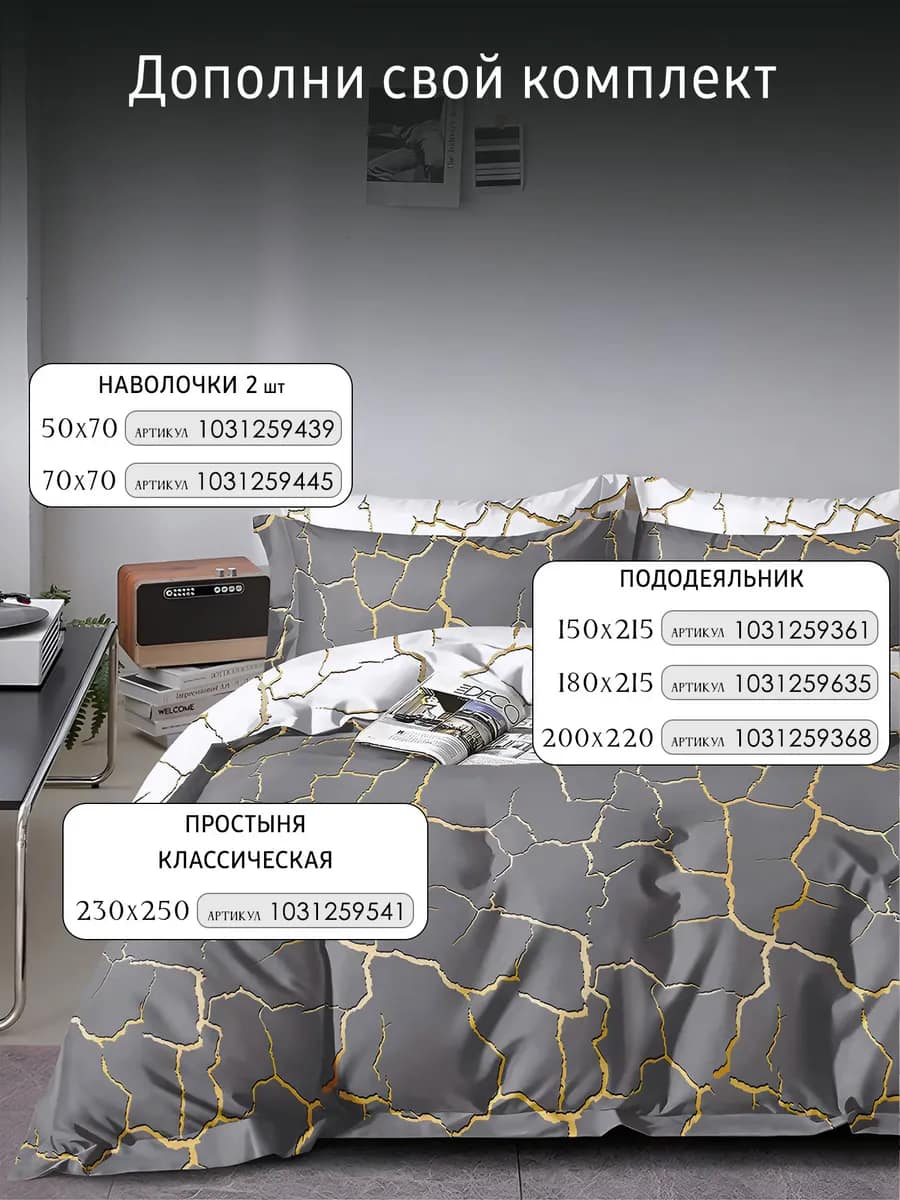 Дополни свой комплект
НАВОЛОЧКИ 2 шт
50x70 АРТИКУЛ 1031259439
70x70 АРТИКУЛ 1031259445
ПОДОДЕЯЛЬНИК
150x215 АРТИКУЛ 1031259361
180x215 АРТИКУЛ 1031259635
200x220 АРТИКУЛ 1031259368
WELCOME
ПРОСТЫНЯ
КЛАССИЧЕСКАЯ
230x250 АРТИКУЛ 1031259541